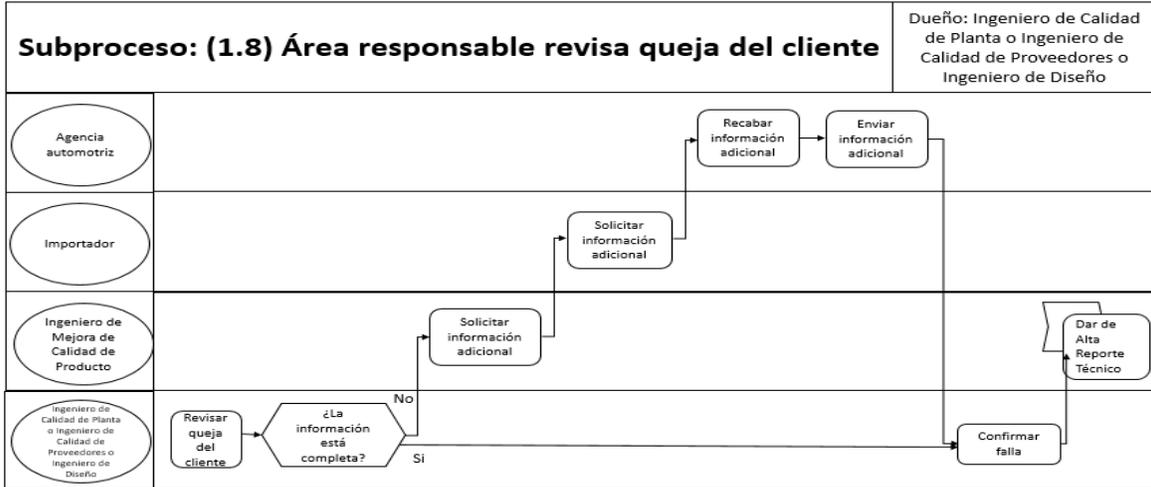 Subproceso: (1.8) Área responsable revisa queja del cliente
Dueño: Ingeniero de Calidad
de Planta o Ingeniero de
Calidad de Proveedores o
Ingeniero de Diseño
Agencia
automotriz
Recabar
información
adicional
Enviar
información
adicional
Importador
Solicitar
información
adicional
Ingeniero de
Mejora de
Calidad de
Producto
Solicitar
información
adicional
Dar de
Alta
Reporte
Técnico
Ingeniero de
Calidad de Planta
o Ingeniero de
Calidad de
Proveedores o
Ingeniero de
Diseño
Revisar
queja
del
cliente
¿La
información
está
completa?
No
Si
Confirmar
falla